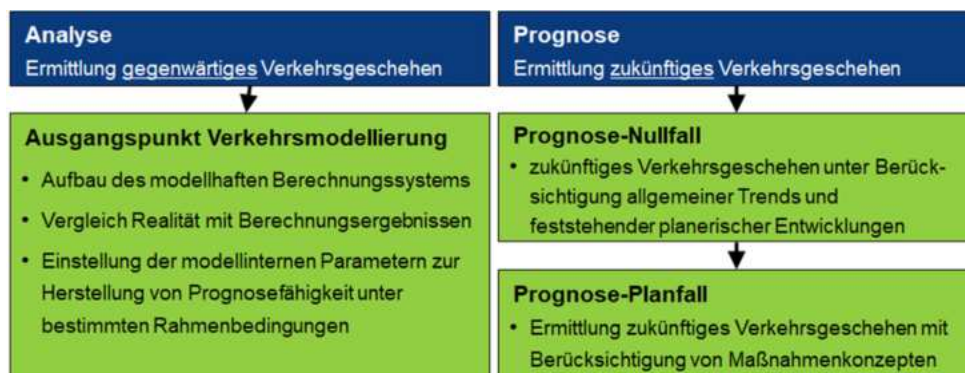 Analyse
Ermittlung gegenwärtiges Verkehrsgeschehen
Ausgangspunkt Verkehrsmodellierung
• Aufbau des modellhaften Berechnungssystems
• Vergleich Realität mit Berechnungsergebnissen
• Einstellung der modellinternen Parametern zur
Herstellung von Prognosefähigkeit unter
bestimmten Rahmenbedingungen
Prognose
Ermittlung zukünftiges Verkehrsgeschehen
Prognose-Nullfall
• zukünftiges Verkehrsgeschehen unter Berück-
sichtigung allgemeiner Trends und
feststehender planerischer Entwicklungen
Prognose-Planfall
• Ermittlung zukünftiges Verkehrsgeschehen mit
Berücksichtigung von Maßnahmenkonzepten